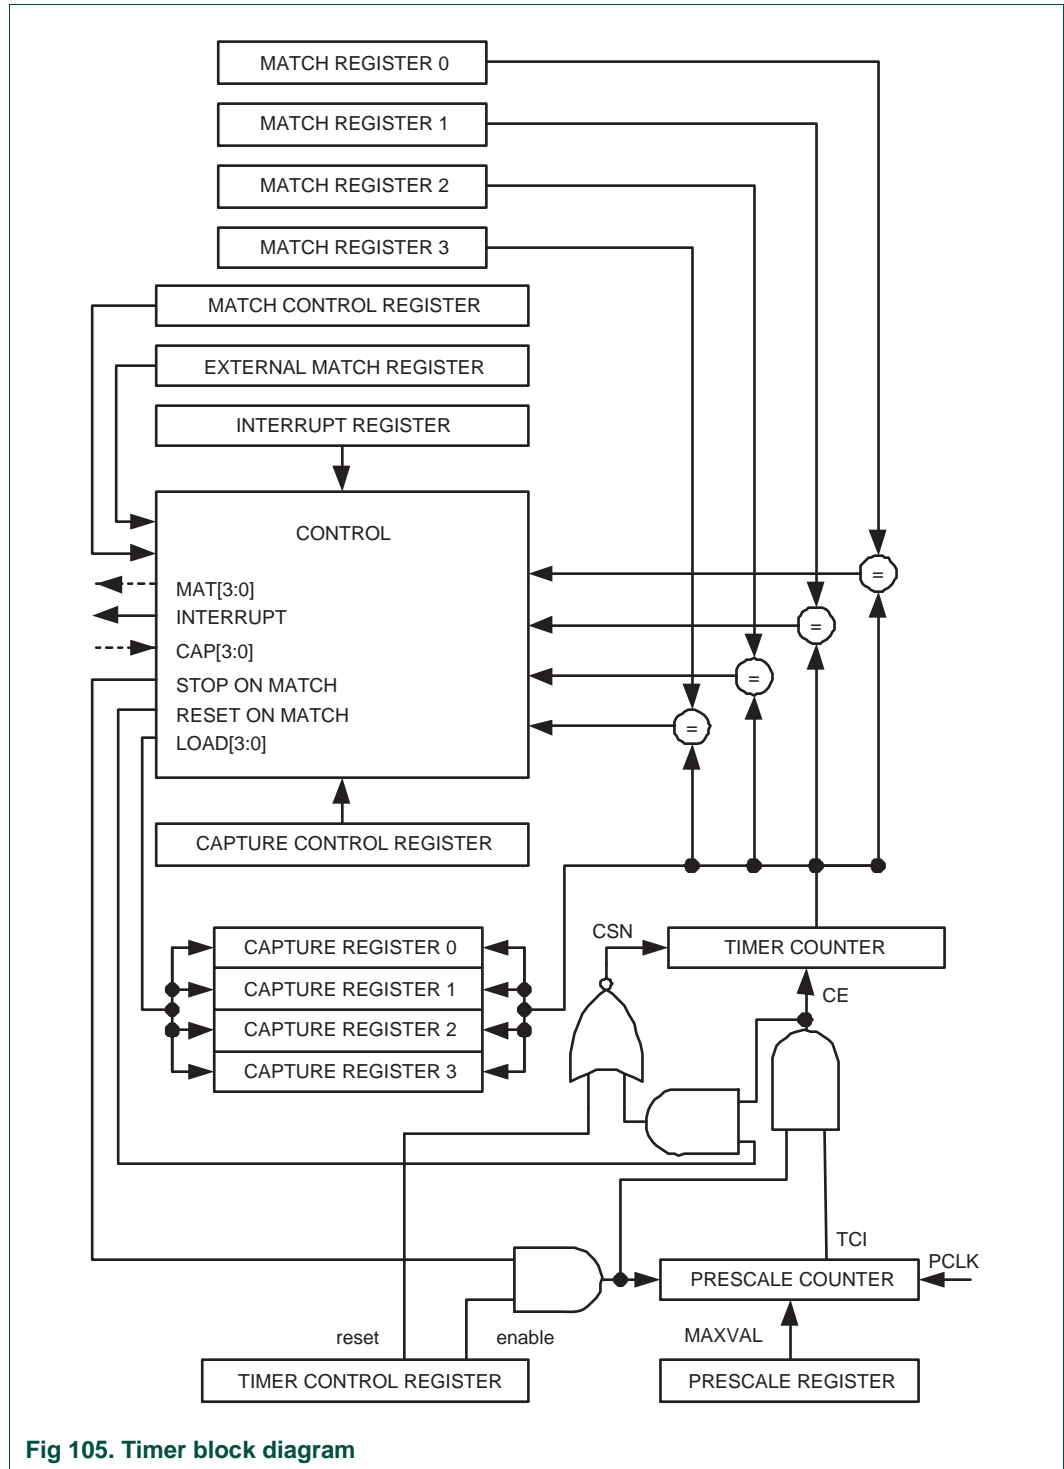 MATCH REGISTER 0
MATCH REGISTER 1
MATCH REGISTER 2
MATCH REGISTER 3
MATCH CONTROL REGISTER
EXTERNAL MATCH REGISTER
INTERRUPT REGISTER
CONTROL
MAT[3:0]
INTERRUPT
CAP[3:0]
STOP ON MATCH
RESET ON MATCH
LOAD[3:0]
=
=
=
=
CAPTURE CONTROL REGISTER
CAPTURE REGISTER 0
CAPTURE REGISTER 1
CAPTURE REGISTER 2
CAPTURE REGISTER 3
CSN
TIMER COUNTER
CE
TCI
PCLK
PRESCALE COUNTER
reset
enable
MAXVAL
TIMER CONTROL REGISTER
PRESCALE REGISTER
Fig 105. Timer block diagram